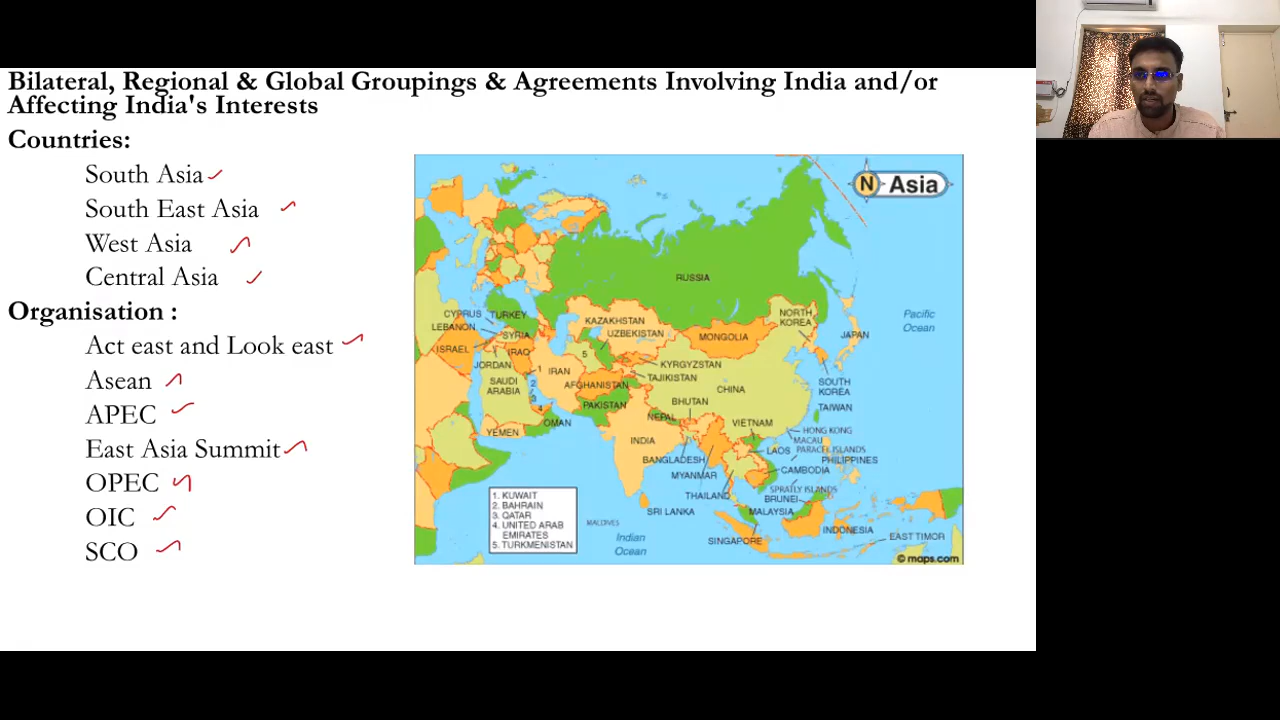 Bilateral, Regional & Global Groupings & Agreements Involving India and/or
Affecting India's Interests
Countries:
South Asia
South East Asia
West Asia
Central Asia
Organisation :
Act east and Look east
Asean
APEC
East Asia Summit
OPEC
OIC
SCO
N Asia
RUSSIA
Pacific
Ocean
CYPRUS
TURKEY
LEBANON
SYRIA
ISRAEL
IRAQ
JORDAN
SAUDI
ARABIA
YEMEN
OMAN
1
2
3
4
IRAN
5
KAZAKHSTAN
UZBEKISTAN
KYRGYZSTAN
TAJIKISTAN
AFGHANISTAN
PAKISTAN
MONGOLIA
NORTH
KOREA
JAPAN
SOUTH
KOREA
CHINA
BHUTAN
NEPAL
INDIA
TAIWAN
VIETNAM
HONG KONG
MACAU
PARACEL ISLANDS
LAOS
PHILIPPINES
BANGLADESH
CAMBODIA
MYANMAR
THAILAND
SPRATLY ISLANDS
BRUNEI
SRI LANKA
MALAYSIA
MALDIVES
Indian
Ocean
SINGAPORE
INDONESIA
EAST TIMOR
1. KUWAIT
2. BAHRAIN
3. QATAR
4. UNITED ARAB
EMIRATES
5. TURKMENISTAN
© maps.com